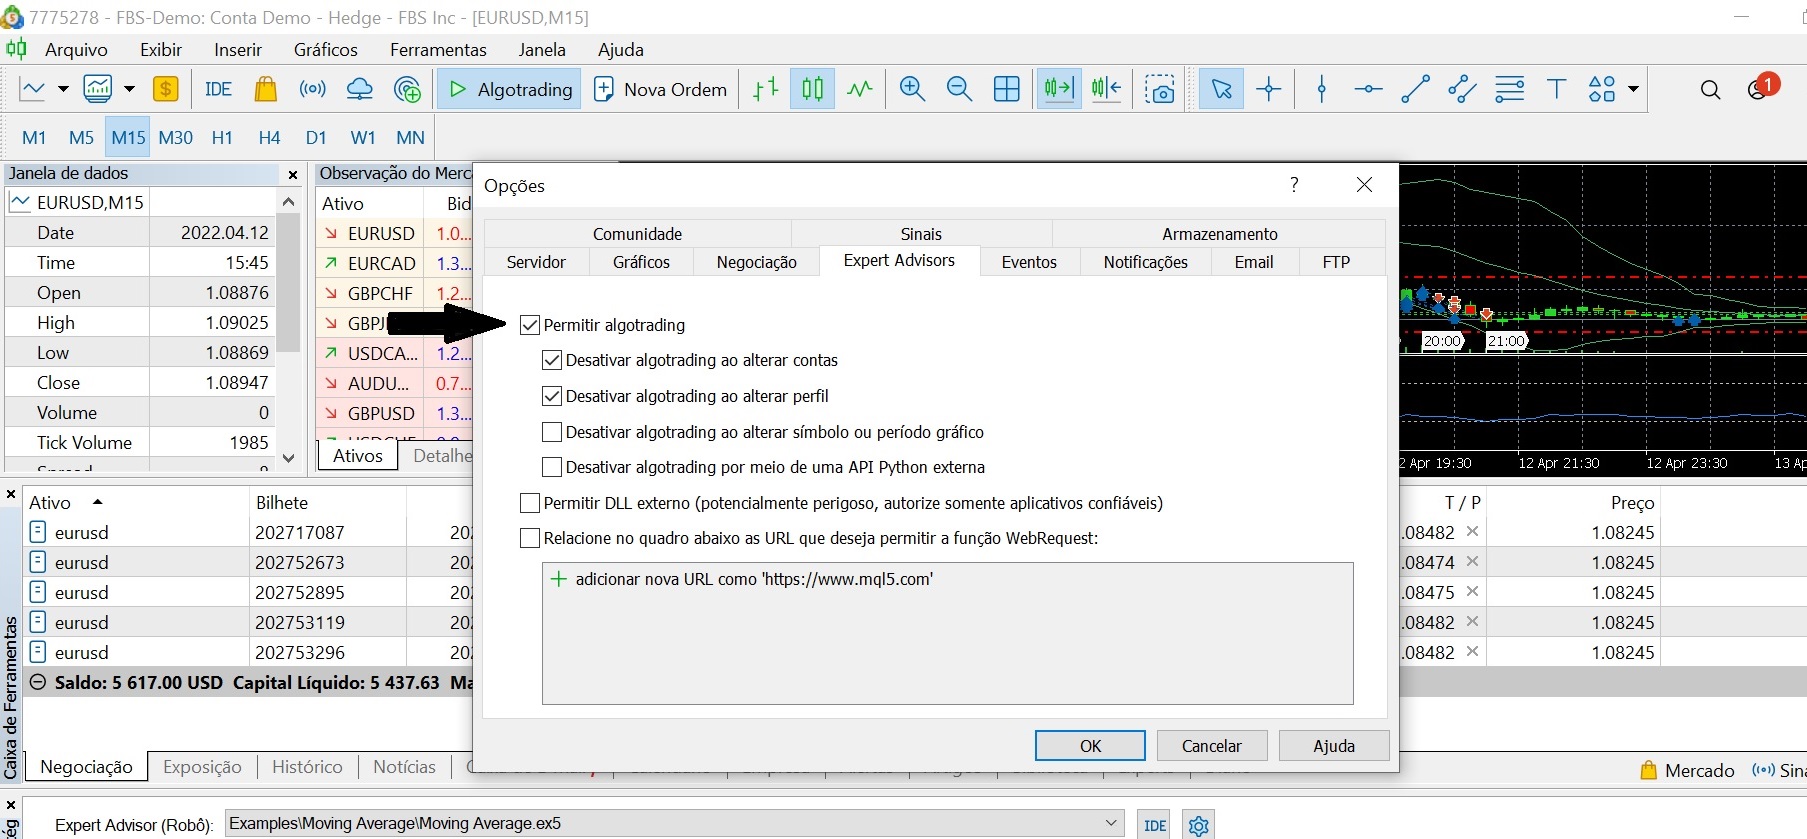 7775278 - FBS-Demo: Conta Demo - Hedge - FBS Inc - [EURUSD,M15]
Arquivo Exibir Inserir Gráficos Ferramentas Janela Ajuda
IDE Algotrading Nova Ordem 1
M1 M5 M15 M30 H1 H4 D1 W1 MN
Janela de dados
EURUSD,M15
Date 2022.04.12
Time 15:45
Open 1.08876
High 1.09025
Low 1.08869
Close 1.08947
Volume 0
Tick Volume 1985
Observação do Merc
Ativo Bid
EURUSD 1.0...
EURCAD 1.3...
GBPCHF 1.2...
GBPJ
USDCA... 1.2...
AUDU... 0.7...
GBPUSD 1.3...
Ativos Detalhe
Opções ?
Comunidade Sinais Armazenamento
Servidor Gráficos Negociação Expert Advisors Eventos Notificações Email FTP
Permitir algotrading
Desativar algotrading ao alterar contas
Desativar algotrading ao alterar perfil
Desativar algotrading ao alterar símbolo ou período gráfico
Desativar algotrading por meio de uma API Python externa
Permitir DLL externo (potencialmente perigoso, autorize somente aplicativos confiáveis)
Relacione no quadro abaixo as URL que deseja permitir a função WebRequest:
adicionar nova URL como 'https://www.mql5.com'
OK Cancelar Ajuda
20:00 21:00
2 Apr 19:30 12 Apr 21:30 12 Apr 23:30 13 Ap
Caixa de Ferramentas
Ativo Bilhete T / P Preço
eurusd 202717087 202 .08482 1.08245
eurusd 202752673 20 .08474 1.08245
eurusd 202752895 20 .08475 1.08245
eurusd 202753119 202 .08482 1.08245
eurusd 202753296 20 .08482 1.08245
Saldo: 5 617.00 USD Capital Líquido: 5 437.63 Ma
Negociação Exposição Histórico Notícias
Mercado Sina
tég
Expert Advisor (Robô): Examples\Moving Average\Moving Average.ex5 IDE